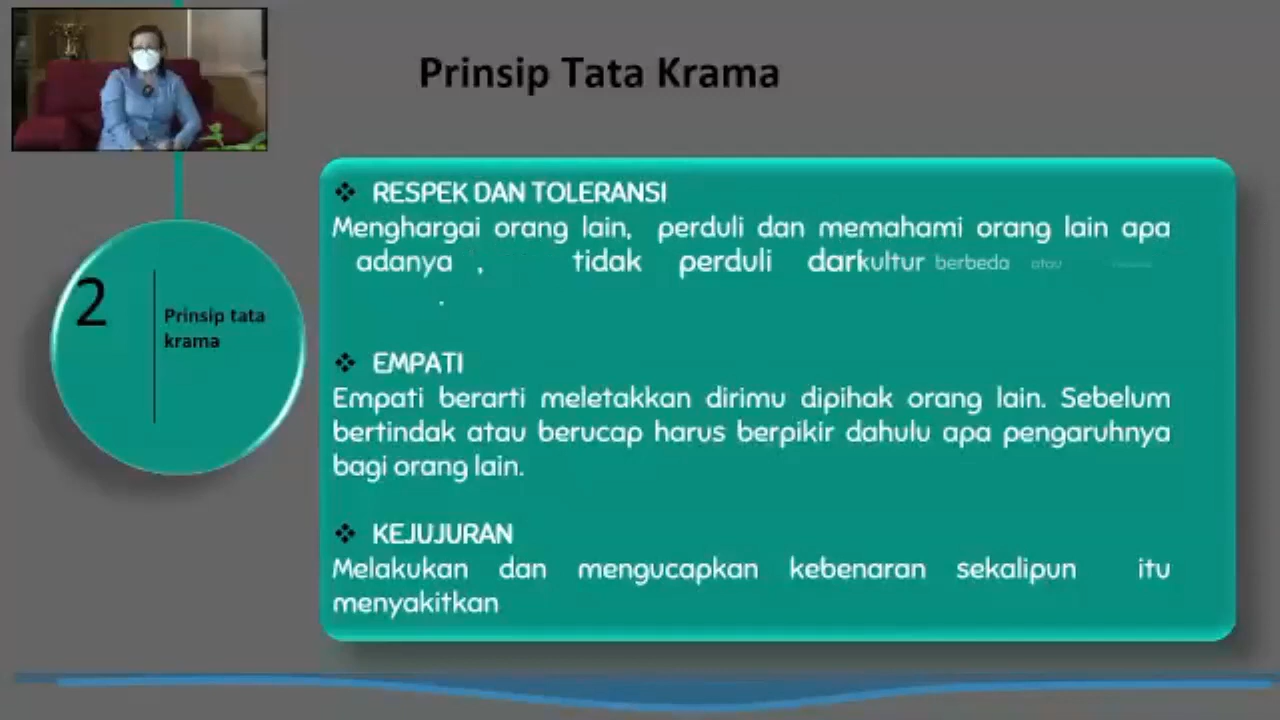 Prinsip Tata Krama
2
Prinsip tata
krama
❖ RESPEK DAN TOLERANSI
Menghargai orang lain, perduli dan memahami orang lain apa
adanya , tidak perduli darkultur berbeda atau
.
❖ EMPATI
Empati berarti meletakkan dirimu dipihak orang lain. Sebelum
bertindak atau berucap harus berpikir dahulu apa pengaruhnya
bagi orang lain.
❖ KEJUJURAN
Melakukan dan mengucapkan kebenaran sekalipun itu
menyakitkan